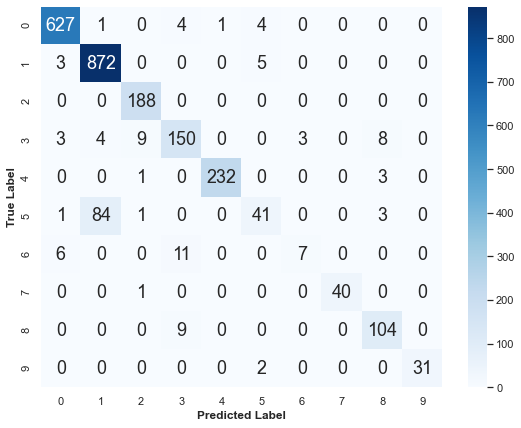 0 627 1 0 4 1 4 0 0 0 0
1 3 872 0 0 0 5 0 0 0 0
2 0 0 188 0 0 0 0 0 0 0
3 3 4 9 150 0 0 3 0 8 0
4 0 0 1 0 232 0 0 0 3 0
5 1 84 1 0 0 41 0 0 3 0
6 6 0 0 11 0 0 7 0 0 0
7 0 0 1 0 0 0 0 40 0 0
8 0 0 0 9 0 0 0 0 104 0
9 0 0 0 0 0 2 0 0 0 31
0 1 2 3 4 5 6 7 8 9
Predicted Label
True Label
800
700
600
500
400
300
200
100
0